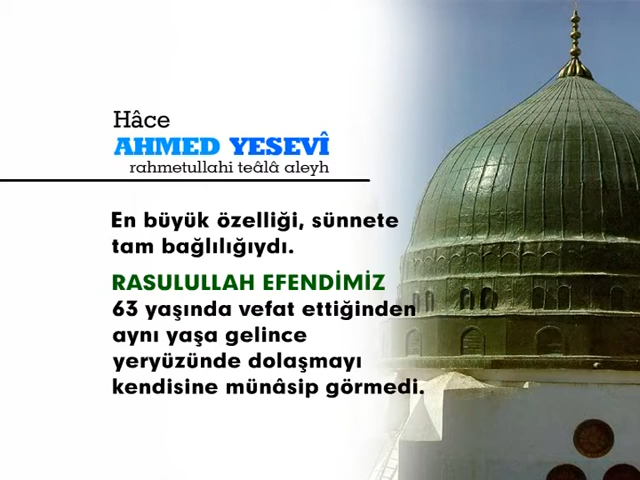 Hâce
AHMED YESEVÎ
rahmetullahi teâlâ aleyh
En büyük özelliği, sünnete
tam bağlılığıydı.
RASULULLAH EFENDİMİZ
63 yaşında vefat ettiğinden
aynı yaşa gelince
yeryüzünde dolaşmayı
kendisine münâsip görmedi.